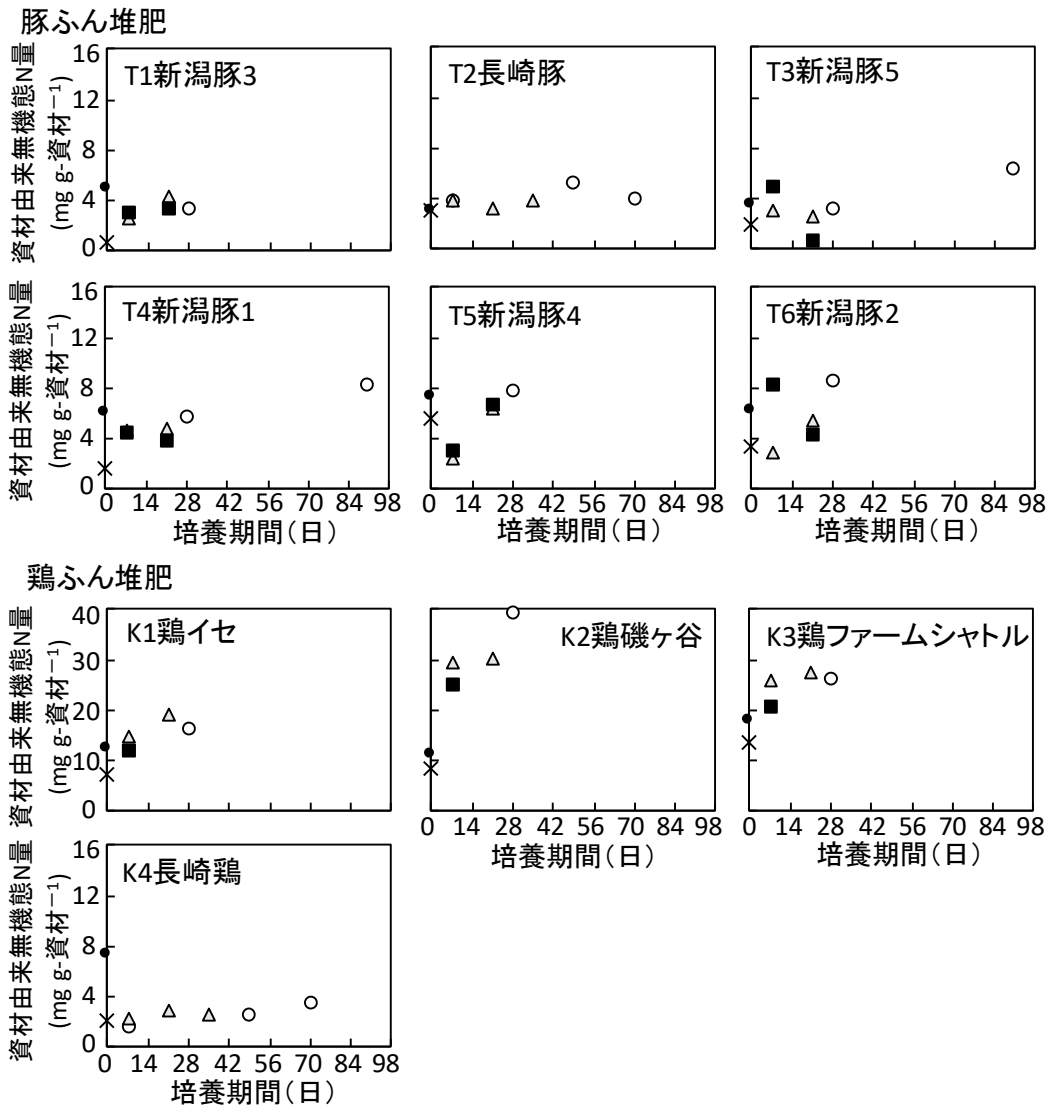 豚ふん堆肥
資材由来無機態N量
(mg g-資材⁻¹)
16
12
8
4
0
T1新潟豚3
T2長崎豚
T3新潟豚5
資材由来無機態N量
(mg g-資材⁻¹)
16
12
8
4
0
T4新潟豚1
T5新潟豚4
T6新潟豚2
0 14 28 42 56 70 84 98
0 14 28 42 56 70 84 98
0 14 28 42 56 70 84 98
培養期間(日)
培養期間(日)
培養期間(日)
鶏ふん堆肥
資材由来無機態N量
(mg g-資材⁻¹)
40
30
20
10
0
K1鶏イセ
K2鶏磯ヶ谷
K3鶏ファームシャトル
0 14 28 42 56 70 84 98
0 14 28 42 56 70 84 98
培養期間(日)
培養期間(日)
資材由来無機態N量
(mg g-資材⁻¹)
16
12
8
4
0
K4長崎鶏
0 14 28 42 56 70 84 98
培養期間(日)